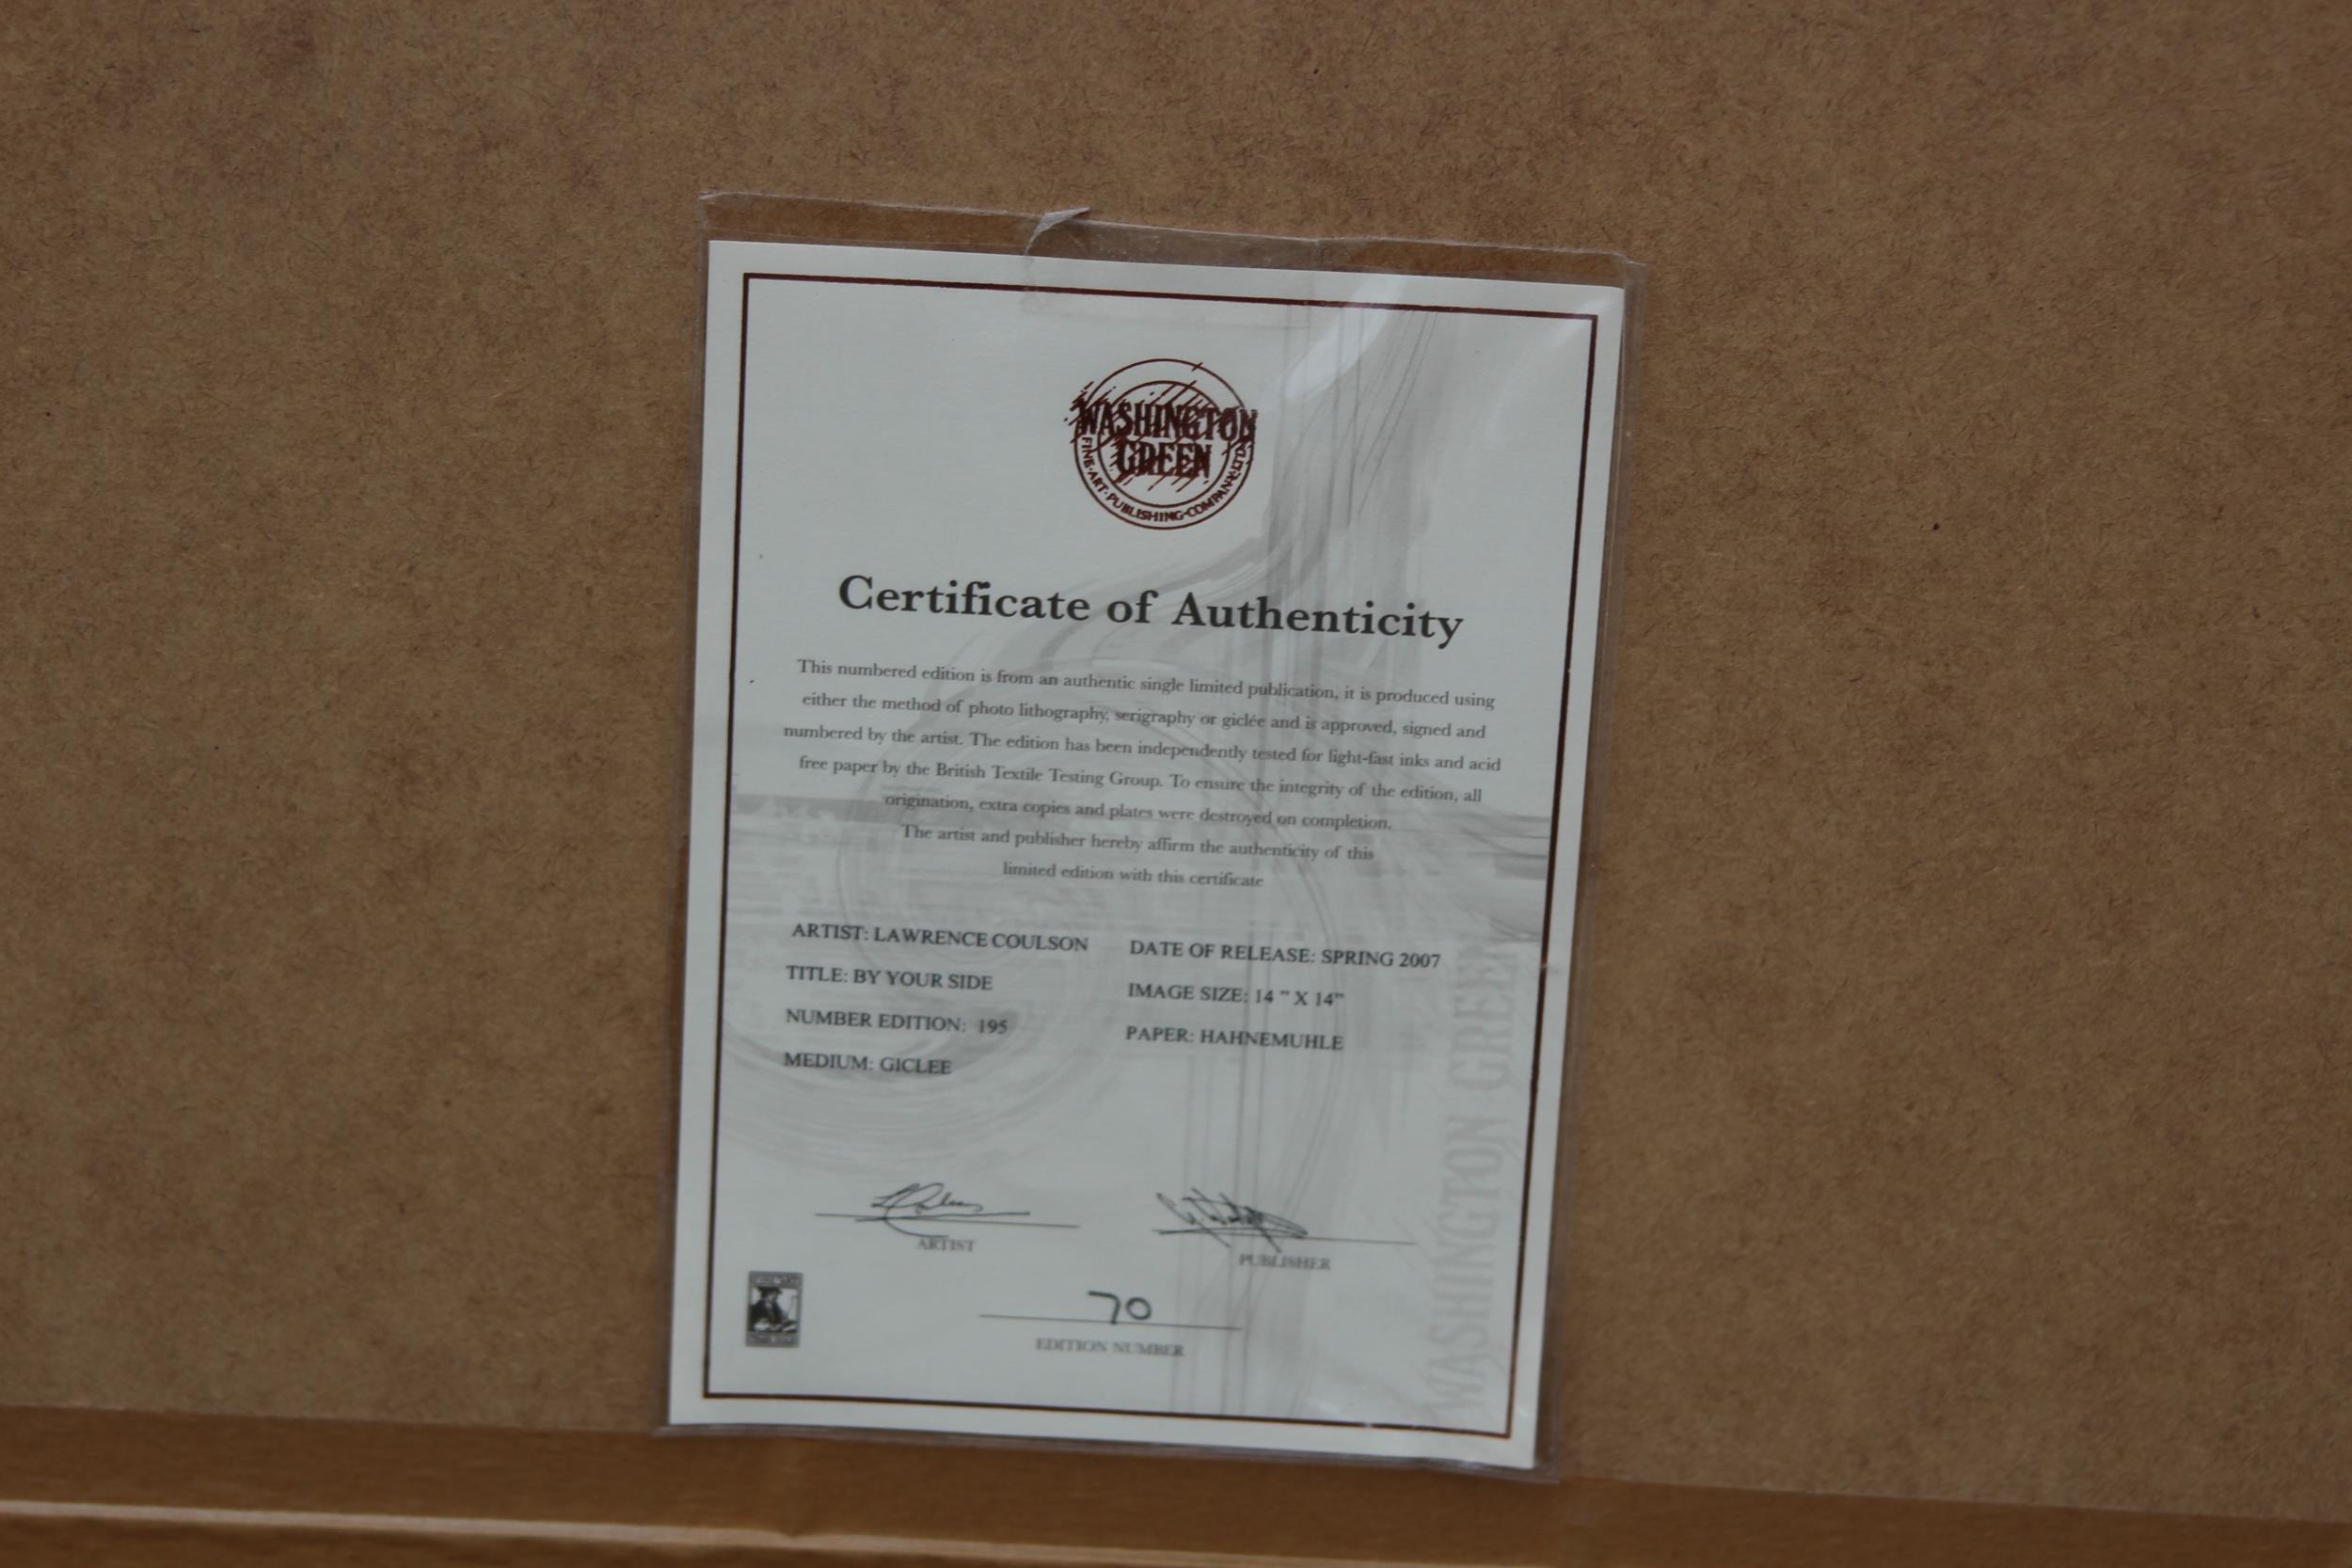 WASHINGTON
GREEN
FINE·ART·PUBLISHING·COMPANY·LTD
Certificate of Authenticity
This numbered edition is from an authentic single limited publication, it is produced using
either the method of photo lithography, serigraphy or giclée and is approved, signed and
numbered by the artist. The edition has been independently tested for light-fast inks and acid
free paper by the British Textile Testing Group. To ensure the integrity of the edition, all
origination, extra copies and plates were destroyed on completion.
The artist and publisher hereby affirm the authenticity of this
limited edition with this certificate
ARTIST: LAWRENCE COULSON
DATE OF RELEASE: SPRING 2007
TITLE: BY YOUR SIDE
IMAGE SIZE: 14 " X 14"
NUMBER EDITION: 195
PAPER: HAHNEMUHLE
MEDIUM: GICLEE
ARTIST
PUBLISHER
70
EDITION NUMBER
WASHINGTON GREEN